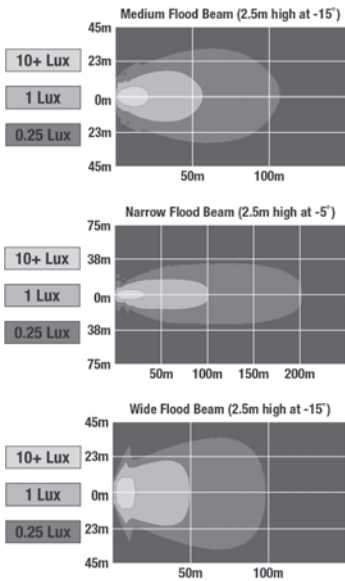 Medium Flood Beam (2.5m high at -15˚)
45m
10+ Lux
23m
1 Lux
0m
0.25 Lux
23m
45m
50m 100m
Narrow Flood Beam (2.5m high at -5˚)
75m
10+ Lux
38m
1 Lux
0m
0.25 Lux
38m
75m
50m 100m 150m 200m
Wide Flood Beam (2.5m high at -15˚)
45m
10+ Lux
23m
1 Lux
0m
0.25 Lux
23m
45m
50m 100m